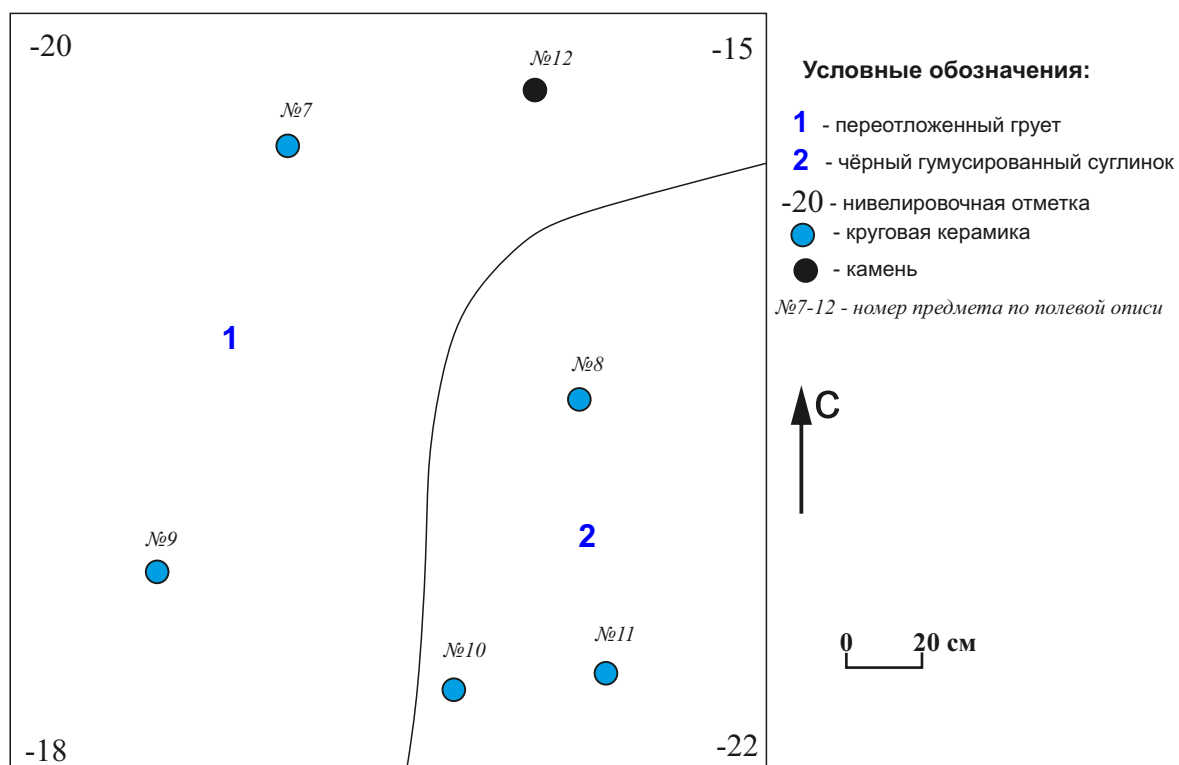 -20
-15
№12
№7
1
№8
2
№9
№10
№11
-18
-22
Условные обозначения:
1 - переотложенный грует
2 - чёрный гумусированный суглинок
-20 - нивелировочная отметка
- круговая керамика
- камень
№7-12 - номер предмета по полевой описи
С
0 20 см